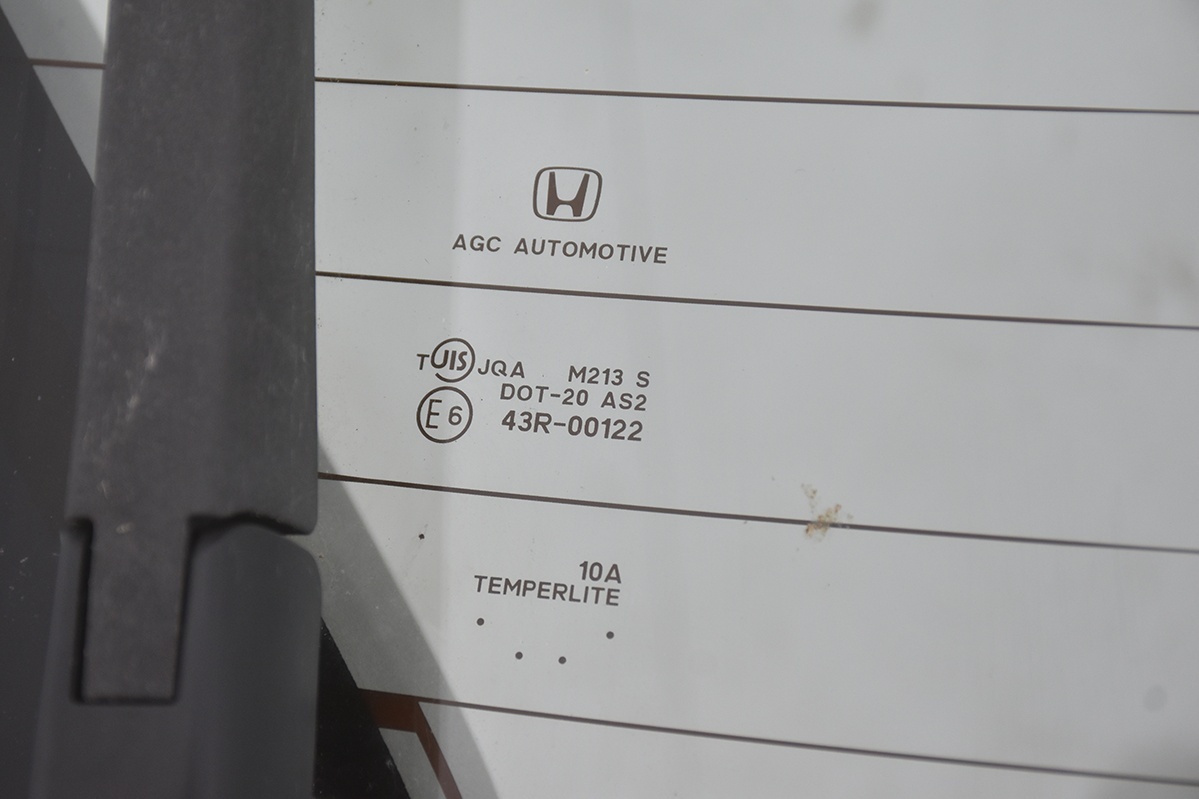 AGC AUTOMOTIVE
T JIS JQA M213 S
DOT-20 AS2
E6 43R-00122
10A
TEMPERLITE